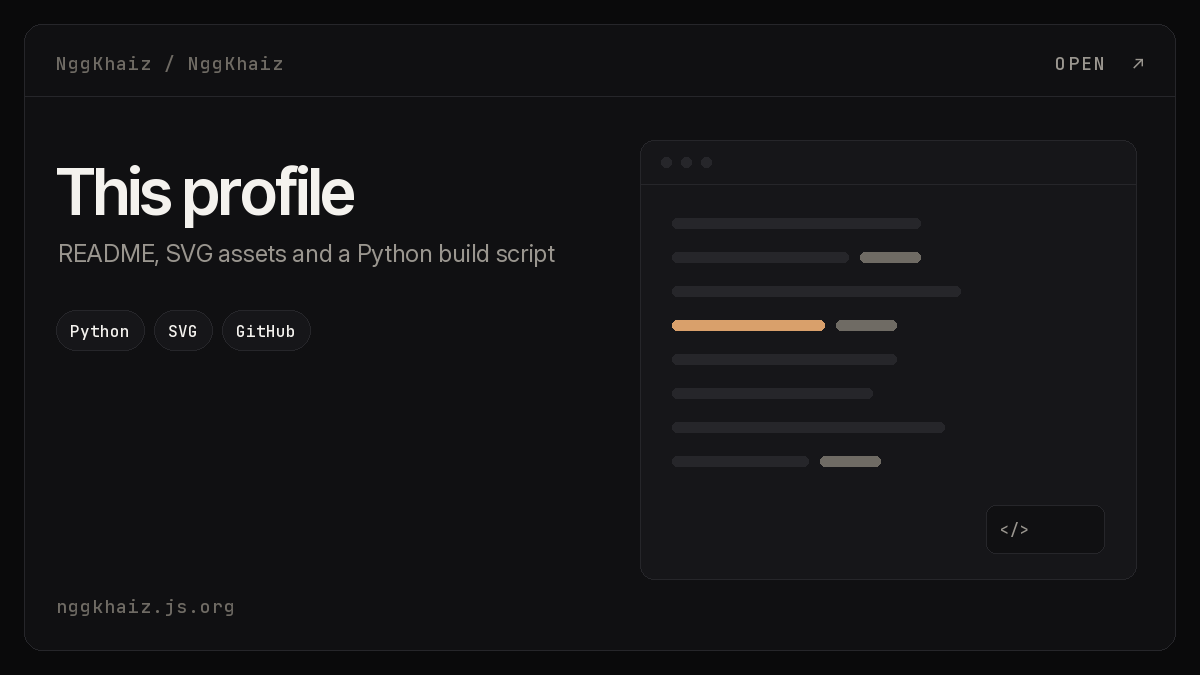 NggKhaiz / NggKhaiz
OPEN ↗
This profile
README, SVG assets and a Python build script
Python
SVG
GitHub
</>
nggkhaiz.js.org